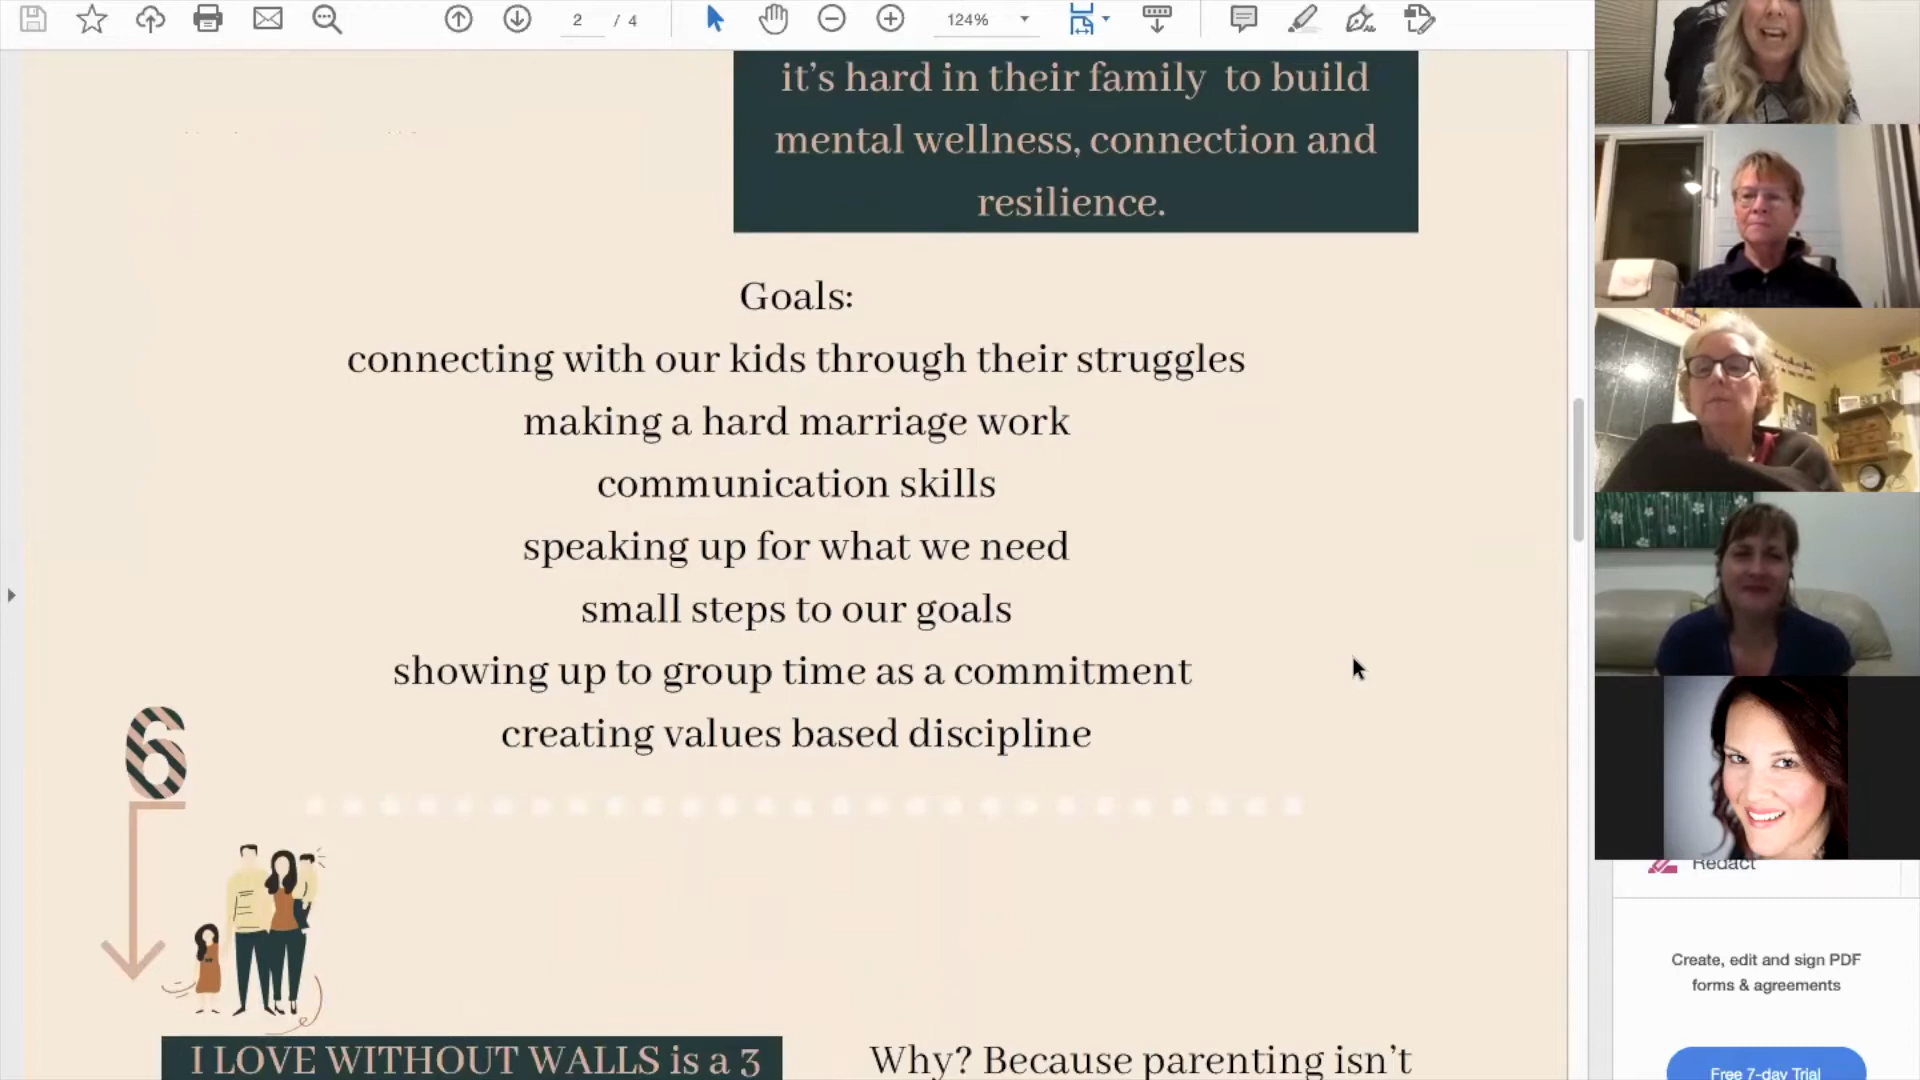 2 / 4
124%
it's hard in their family to build
mental wellness, connection and
resilience.
Goals:
connecting with our kids through their struggles
making a hard marriage work
communication skills
speaking up for what we need
small steps to our goals
showing up to group time as a commitment
creating values based discipline
6
I LOVE WITHOUT WALLS is a 3
Why? Because parenting isn't
Redact
Create, edit and sign PDF
forms & agreements
Free 7-day Trial